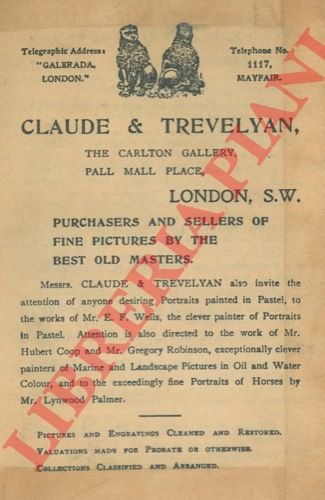 Telegraphic Address:
"GALERADA,
LONDON."
Telephone No.
1117,
MAYFAIR.
CLAUDE & TREVELYAN,
THE CARLTON GALLERY,
PALL MALL PLACE,
LONDON, S.W.
PURCHASERS AND SELLERS OF
FINE PICTURES BY THE
BEST OLD MASTERS.
Messrs. CLAUDE & TREVELYAN also invite the
attention of anyone desiring Portraits painted in Pastel, to
the works of Mr. E. F. Wells, the clever painter of Portraits
in Pastel. Attention is also directed to the work of Mr.
Hubert Copp and Mr. Gregory Robinson, exceptionally clever
painters of Marine and Landscape Pictures in Oil and Water
Colour, and to the exceedingly fine Portraits of Horses by
Mr. Lynwood Palmer.
PICTURES AND ENGRAVINGS CLEANED AND RESTORED.
VALUATIONS MADE FOR PROBATE OR OTHERWISE.
COLLECTIONS CLASSIFIED AND ARRANGED.
LIBRERIA PIANI